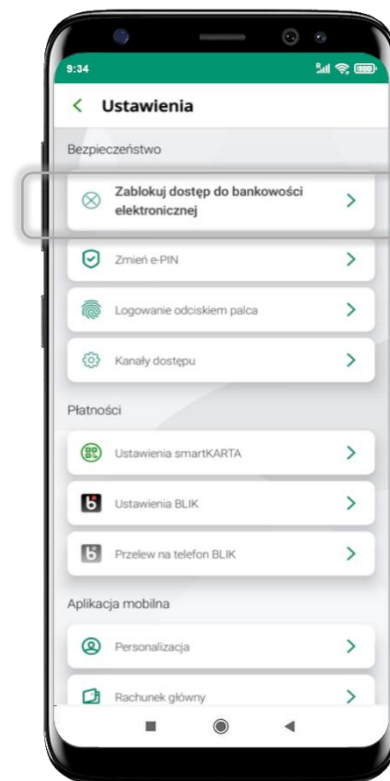 9:34
Ustawienia
Bezpieczeństwo
Zablokuj dostęp do bankowości
elektronicznej
Zmień e-PIN
Logowanie odciskiem palca
Kanały dostępu
Płatności
Ustawienia smartKARTA
Ustawienia BLIK
Przelew na telefon BLIK
Aplikacja mobilna
Personalizacja
Rachunek główny